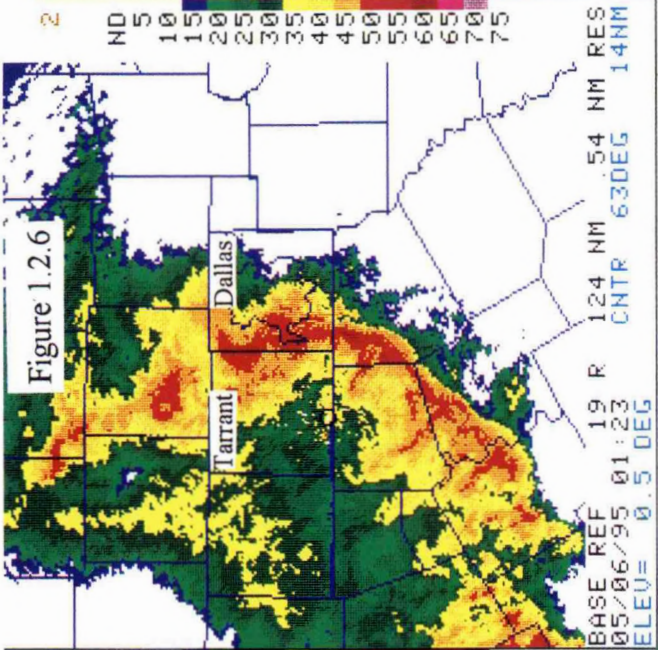 Figure 1.2.6
Dallas
Tarrant
2
ND
5
10
15
20
25
30
35
40
45
50
55
60
65
70
75
BASE REF 19 R 124 NM .54 NM RES
05/06/95 01:23 CNTR 63DEG 14NM
ELEV= 0.5 DEG